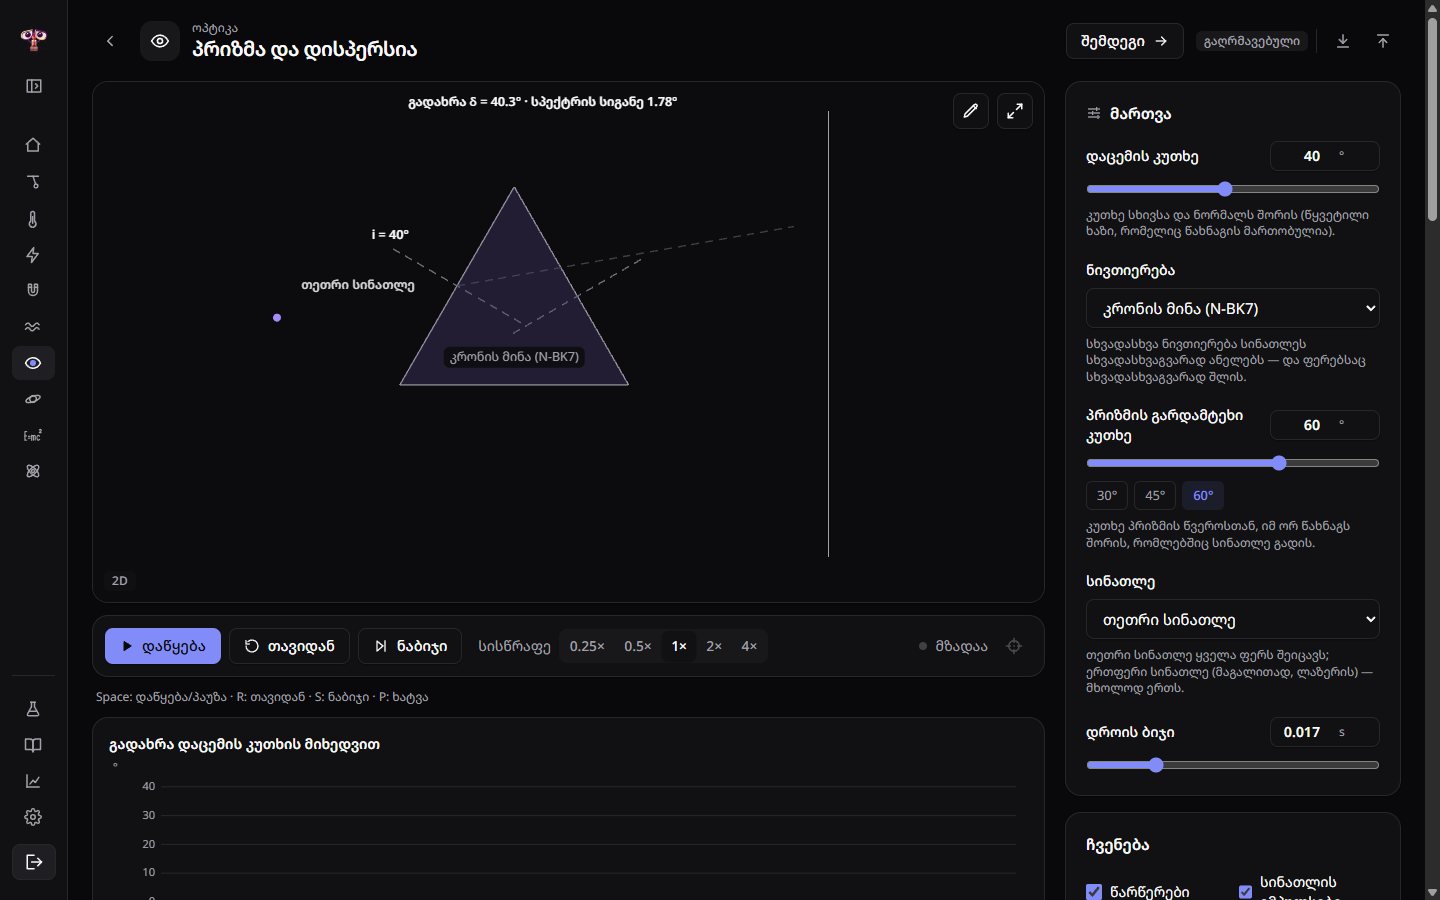 ოპტიკა
პრიზმა და დისპერსია
შემდეგი
გაღრმავებული
გადახრა δ = 40.3° · სპექტრის სიგანე 1.78°
i = 40°
თეთრი სინათლე
კრონის მინა (N-BK7)
2D
დაწყება
თავიდან
ნაბიჯი
სისწრაფე
0.25×
0.5×
1×
2×
4×
მზადაა
Space: დაწყება/პაუზა · R: თავიდან · S: ნაბიჯი · P: ხატვა
გადახრა დაცემის კუთხის მიხედვით
°
40
30
20
10
0
E=mc²
მართვა
დაცემის კუთხე
40 °
კუთხე სხივსა და ნორმალს შორის (წყვეტილი
ხაზი, რომელიც წახნაგის მართობულია).
ნივთიერება
კრონის მინა (N-BK7)
სხვადასხვა ნივთიერება სინათლეს
სხვადასხვაგვარად ანელებს — და ფერებსაც
სხვადასხვაგვარად შლის.
პრიზმის გარდამტეხი
კუთხე
60 °
30°
45°
60°
კუთხე პრიზმის წვეროსთან, იმ ორ წახნაგს
შორის, რომლებშიც სინათლე გადის.
სინათლე
თეთრი სინათლე
თეთრი სინათლე ყველა ფერს შეიცავს;
ერთფერი სინათლე (მაგალითად, ლაზერის) —
მხოლოდ ერთს.
დროის ბიჯი
0.017 s
ჩვენება
წარწერები
სინათლის